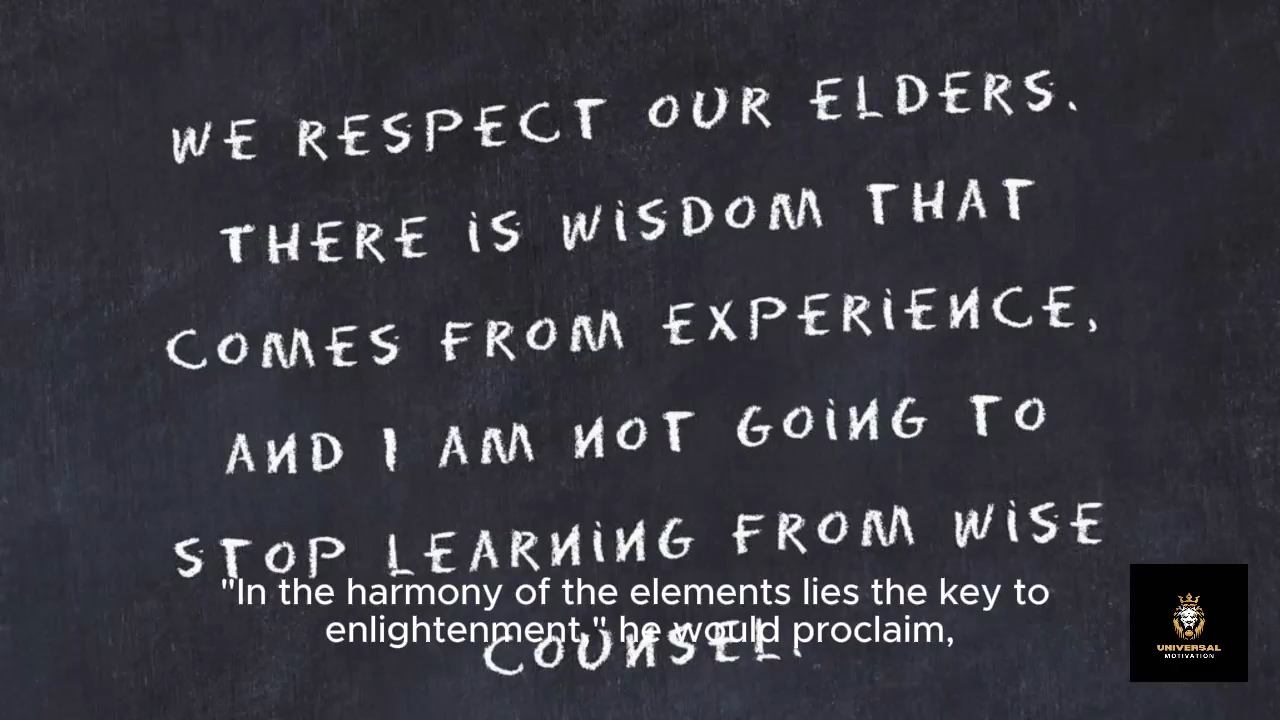 WE RESPECT OUR ELDERS.
THERE iS WiSDOM THAT
COMES FROM EXPERiENCE,
AND I AM NOT GOiNG TO
STOP LEARNiNG FROM WiSE
"In the harmony of the elements lies the key to
enlightenment," he would proclaim,
COUNSEL.
UNIVERSAL
MOTIVATION